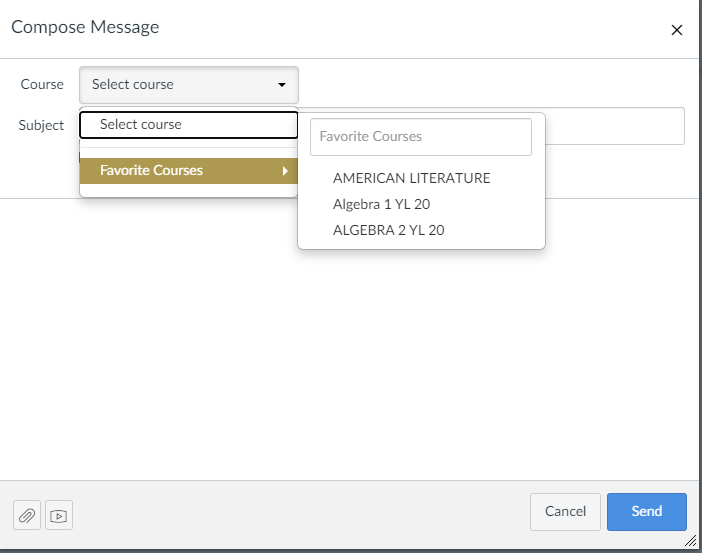 Compose Message
Course
Select course
Subject
Select course
Favorite Courses
Favorite Courses
AMERICAN LITERATURE
Algebra 1 YL 20
ALGEBRA 2 YL 20
Cancel
Send